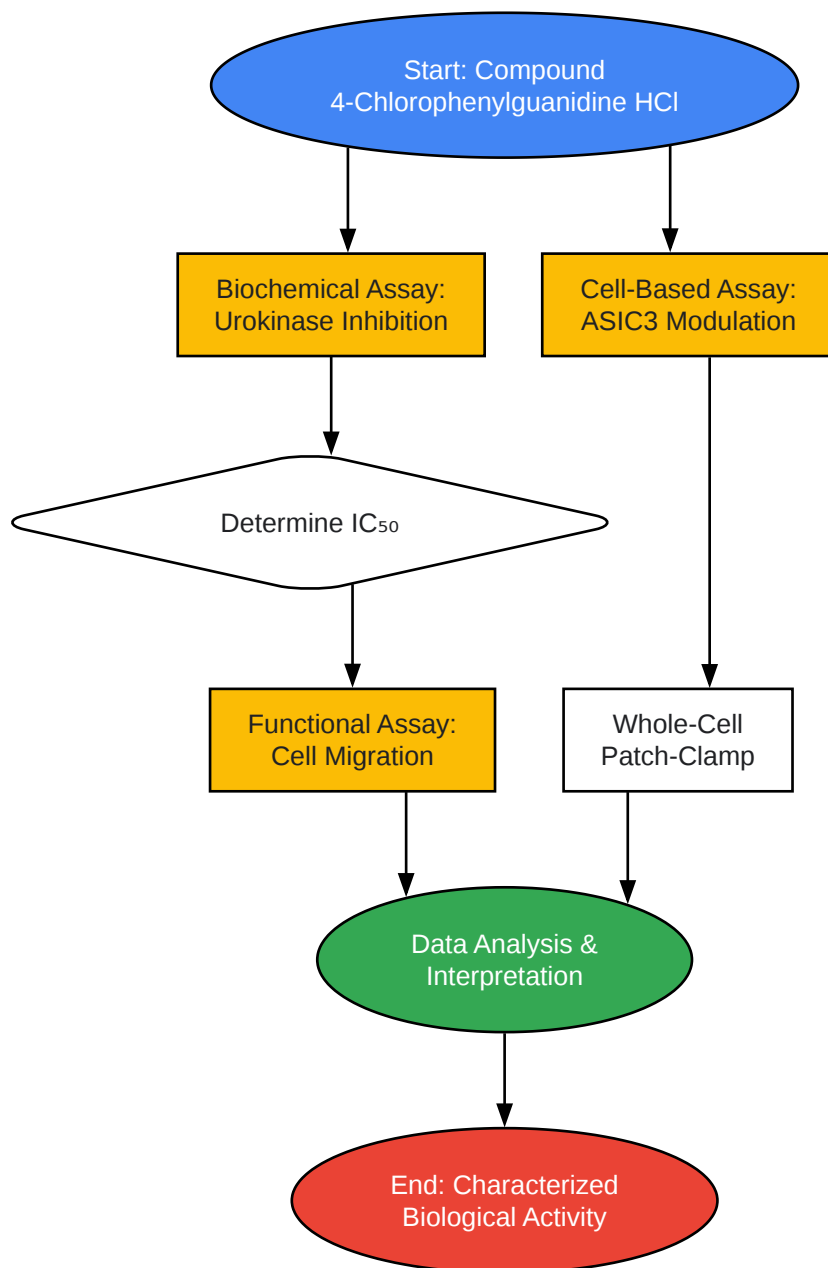 Start: Compound
4-Chlorophenylguanidine HCl
Biochemical Assay:
Urokinase Inhibition
Cell-Based Assay:
ASIC3 Modulation
Determine IC₅₀
Functional Assay:
Cell Migration
Whole-Cell
Patch-Clamp
Data Analysis &
Interpretation
End: Characterized
Biological Activity